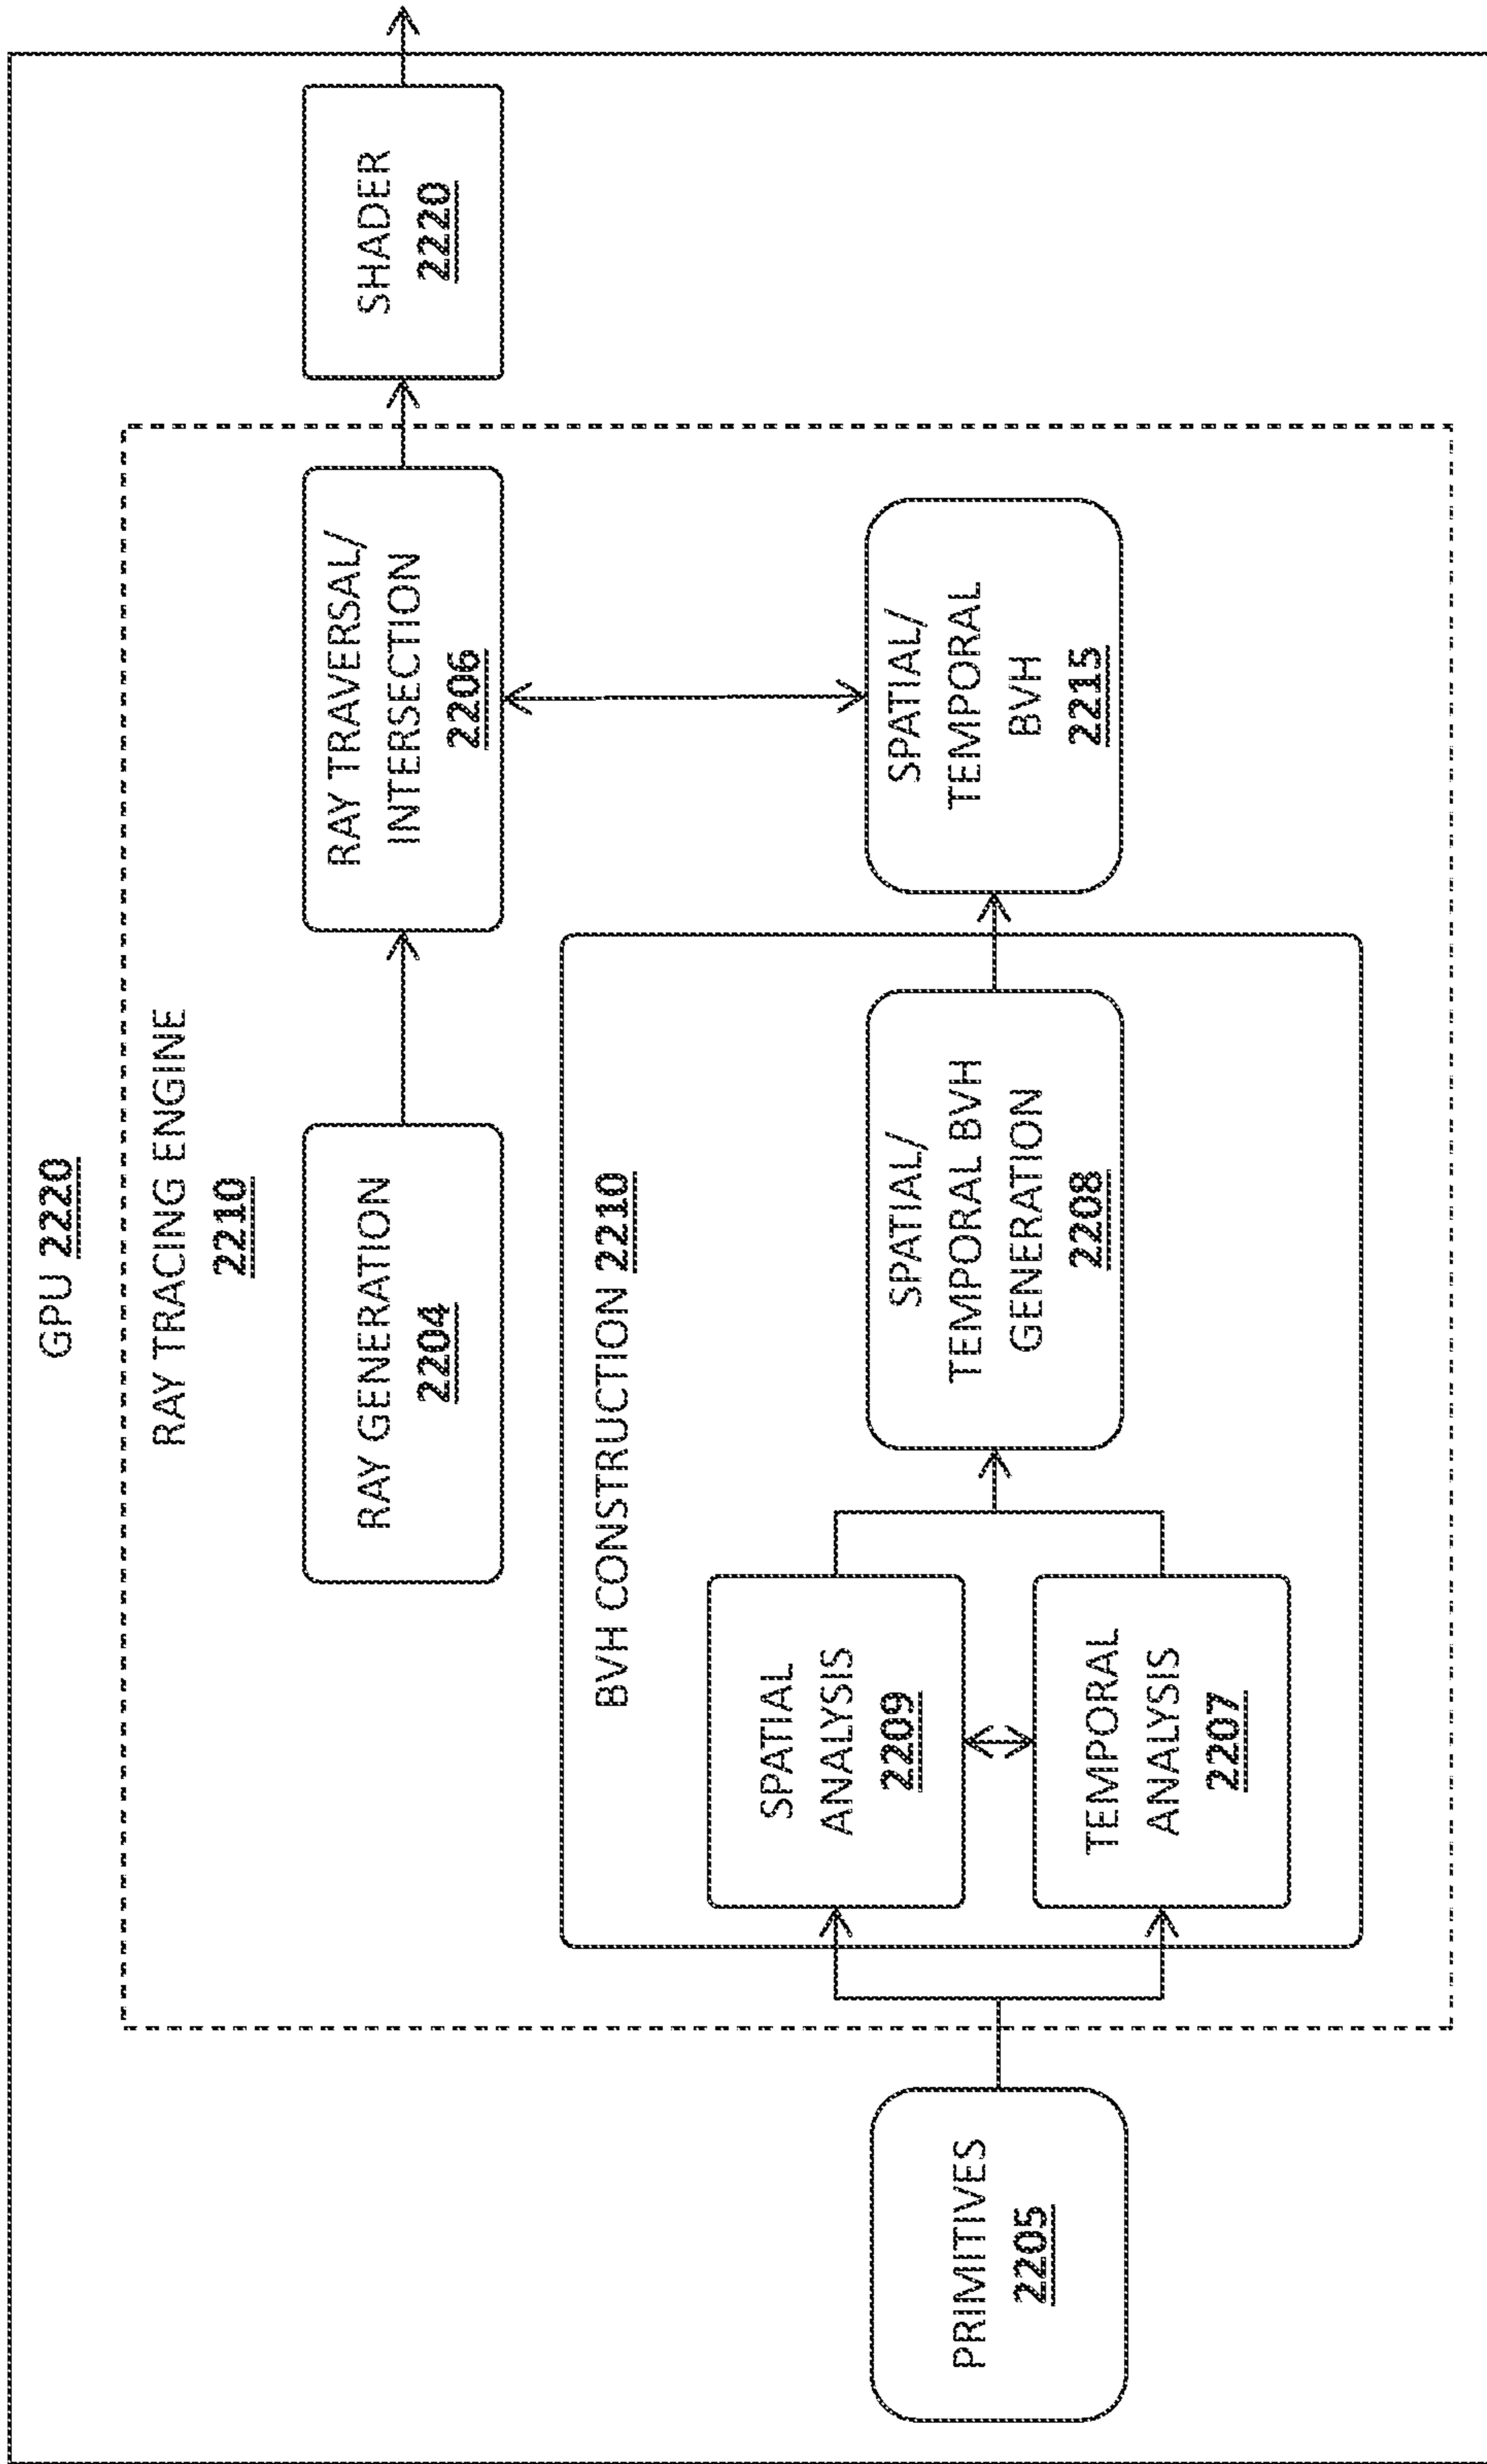 GPU 2220
RAY TRACING ENGINE
2210
RAY GENERATION
2204
RAY TRAVERSAL/
INTERSECTION
2206
SHADER
2220
BVH CONSTRUCTION 2210
SPATIAL
ANALYSIS
2209
TEMPORAL
ANALYSIS
2207
SPATIAL/
TEMPORAL BVH
GENERATION
2208
SPATIAL/
TEMPORAL
BVH
2215
PRIMITIVES
2205